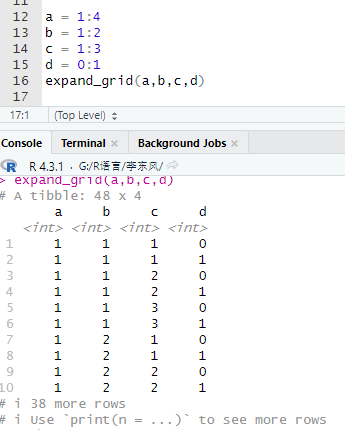 11
12 a = 1:4
13 b = 1:2
14 c = 1:3
15 d = 0:1
16 expand_grid(a,b,c,d)
17
17:1 (Top Level)
Console Terminal × Background Jobs ×
R 4.3.1 · G:/R语言/李东风/
> expand_grid(a,b,c,d)
# A tibble: 48 x 4
a b c d
<int> <int> <int> <int>
1 1 1 1 0
2 1 1 1 1
3 1 1 2 0
4 1 1 2 1
5 1 1 3 0
6 1 1 3 1
7 1 2 1 0
8 1 2 1 1
9 1 2 2 0
10 1 2 2 1
# i 38 more rows
# i Use `print(n = ...)` to see more rows